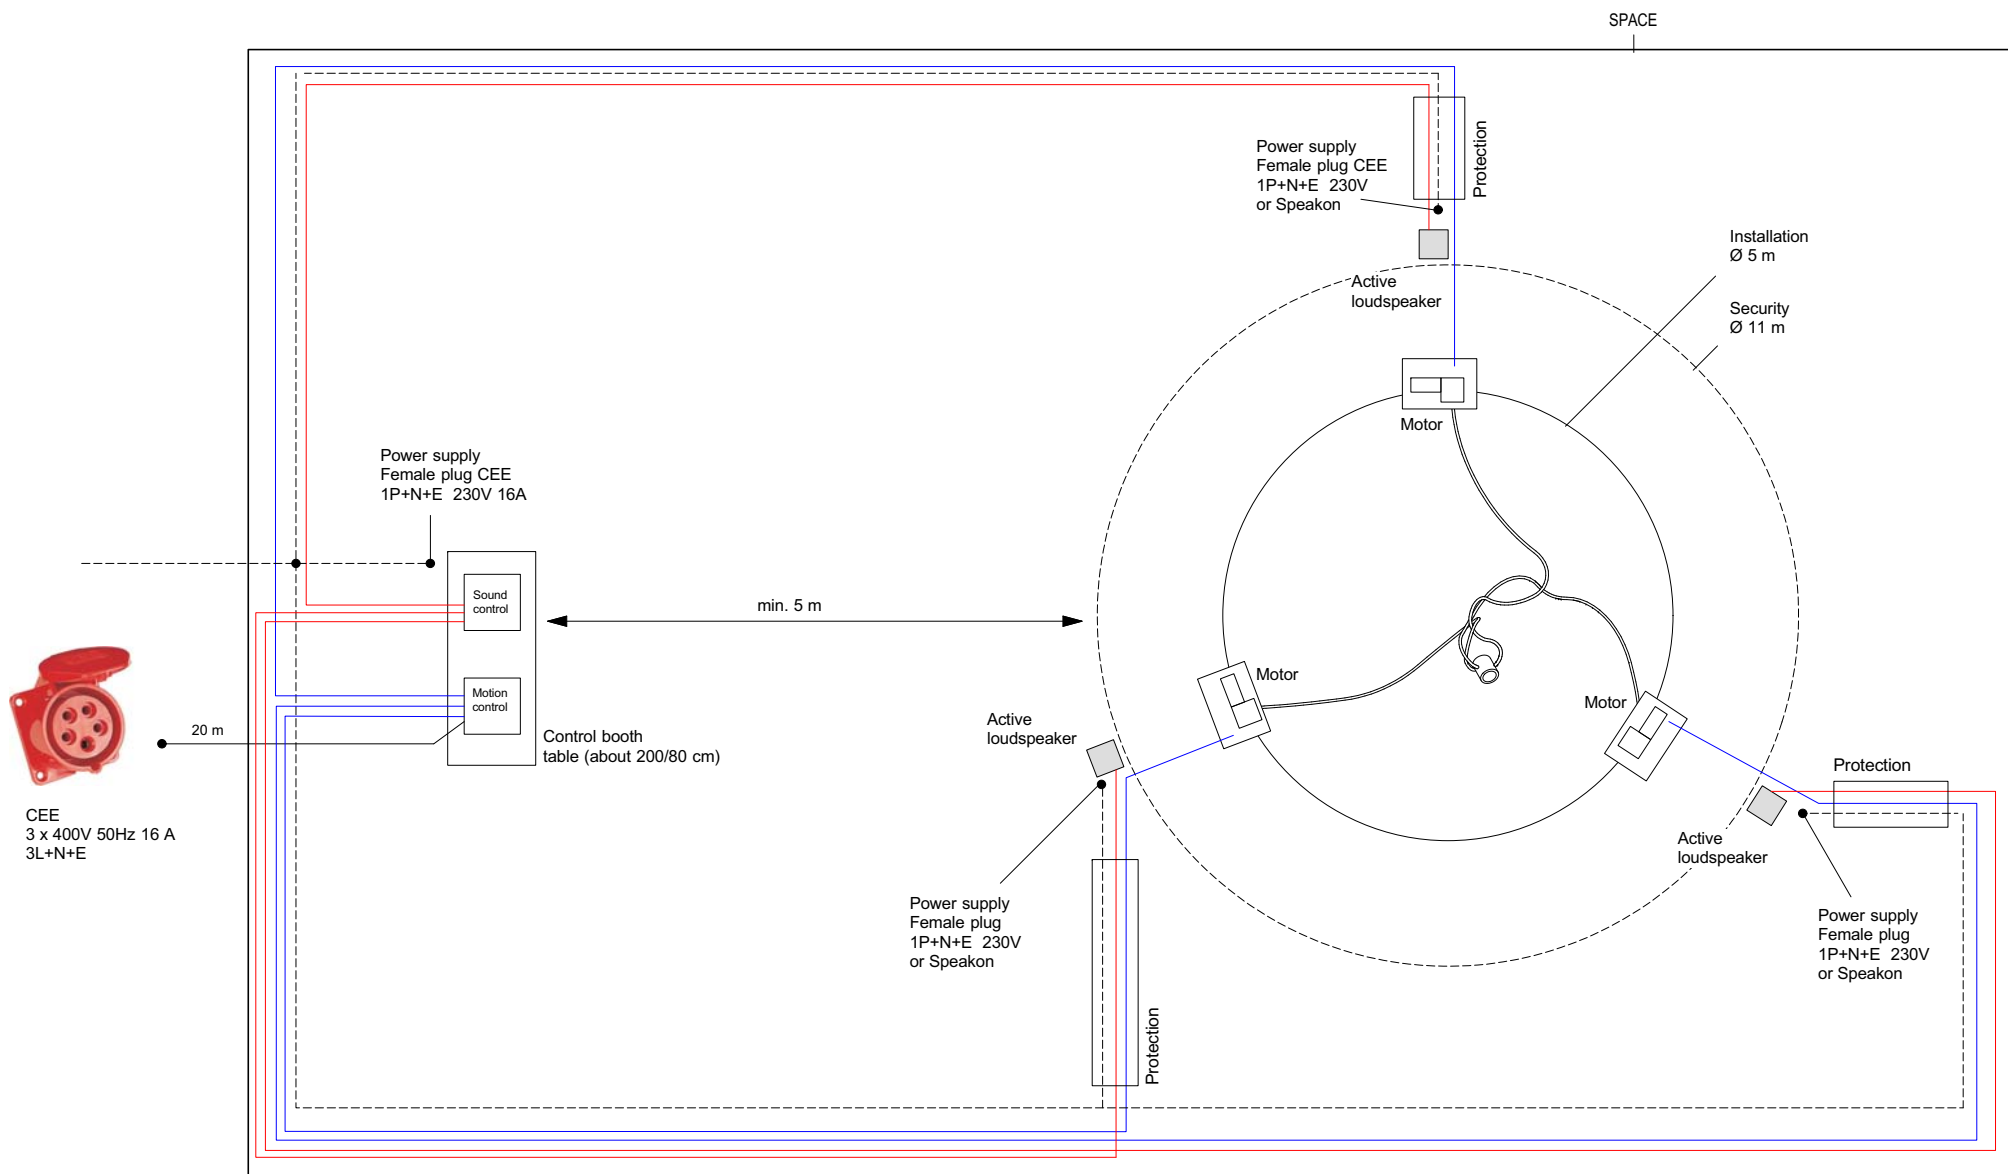 SPACE
Power supply
Female plug CEE
1P+N+E  230V
or Speakon
Protection
Installation
Ø 5 m
Security
Ø 11 m
Active
loudspeaker
Motor
Power supply
Female plug CEE
1P+N+E  230V 16A
Sound
control
min. 5 m
Motion
control
20 m
Control booth
table (about 200/80 cm)
CEE
3 x 400V 50Hz 16 A
3L+N+E
Motor
Motor
Active
loudspeaker
Protection
Active
loudspeaker
Power supply
Female plug
1P+N+E  230V
or Speakon
Power supply
Female plug
1P+N+E  230V
or Speakon
Protection